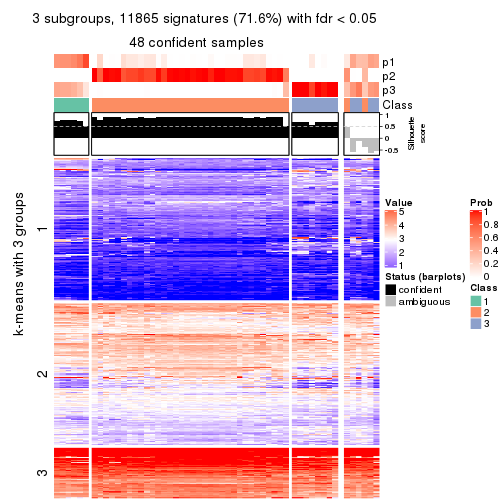 3 subgroups, 11865 signatures (71.6%) with fdr < 0.05
48 confident samples
p1
p2
p3
Class
1
0.5
0
-0.5
Silhouette
score
k-means with 3 groups
1
2
3
Value
5
4
3
2
1
Status (barplots)
confident
ambiguous
Prob
1
0.8
0.6
0.4
0.2
0
Class
1
2
3